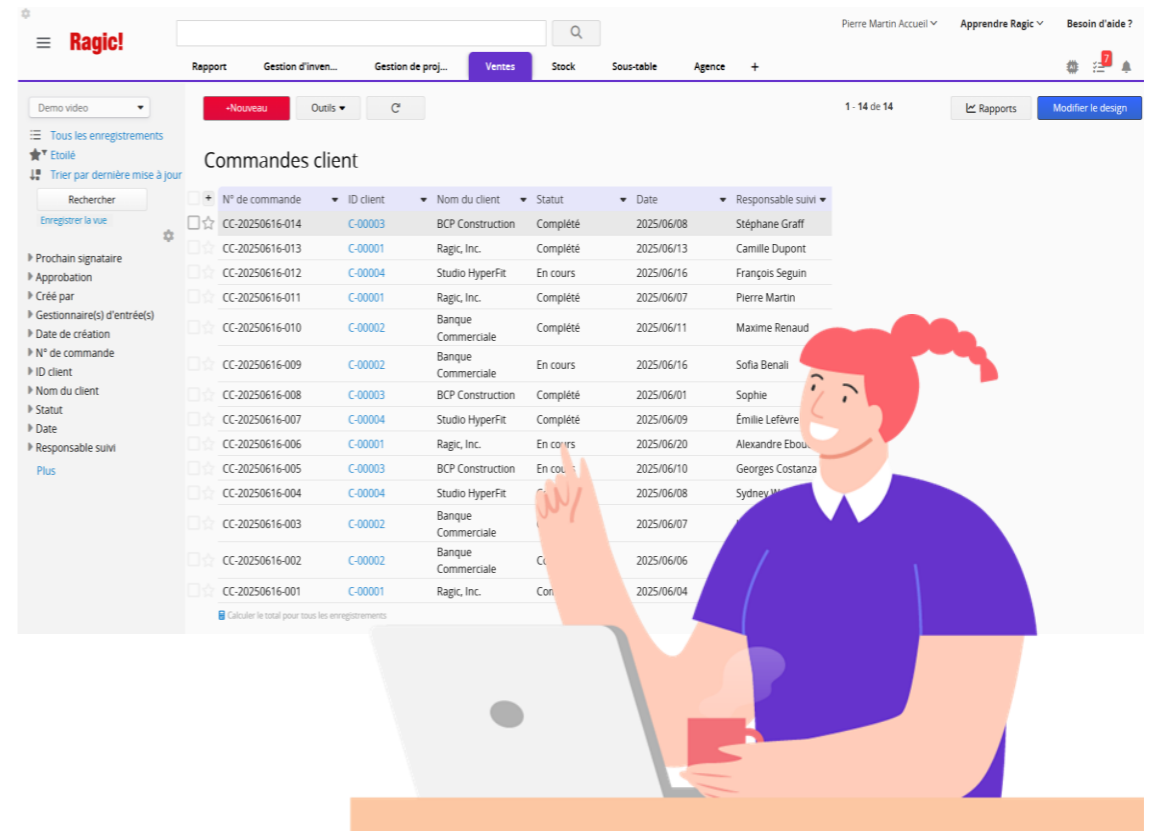 Pierre Martin Accueil Apprendre Ragic Besoin d'aide ?
Ragic!
Rapport Gestion d'inven... Gestion de proj... Ventes Stock Sous-table Agence +
7
Demo video +Nouveau Outils 1 - 14 de 14 Rapports Modifier le design
Tous les enregistrements
Etoilé
Trier par dernière mise à jour
Rechercher
Enregistrer la vue
Prochain signataire
Approbation
Créé par
Gestionnaire(s) d'entrée(s)
Date de création
N° de commande
ID client
Nom du client
Statut
Date
Responsable suivi
Plus
Commandes client
+ N° de commande ID client Nom du client Statut Date Responsable suivi
CC-20250616-014 C-00003 BCP Construction Complété 2025/06/08 Stéphane Graff
CC-20250616-013 C-00001 Ragic, Inc. Complété 2025/06/13 Camille Dupont
CC-20250616-012 C-00004 Studio HyperFit En cours 2025/06/16 François Seguin
CC-20250616-011 C-00001 Ragic, Inc. Complété 2025/06/07 Pierre Martin
CC-20250616-010 C-00002 Banque Commerciale Complété 2025/06/11 Maxime Renaud
CC-20250616-009 C-00002 Banque Commerciale En cours 2025/06/16 Sofia Benali
CC-20250616-008 C-00003 BCP Construction Complété 2025/06/01 Sophie
CC-20250616-007 C-00004 Studio HyperFit Complété 2025/06/09 Émilie Lefèvre
CC-20250616-006 C-00001 Ragic, Inc. En cours 2025/06/20 Alexandre
CC-20250616-005 C-00003 BCP Construction En 2025/06/10 Georges Costanza
CC-20250616-004 C-00004 Studio HyperFit 2025/06/08 Sydney
CC-20250616-003 C-00002 Banque Commerciale 2025/06/07
CC-20250616-002 C-00002 Banque Commerciale 2025/06/06
CC-20250616-001 C-00001 Ragic, Inc. 2025/06/04
Calculer le total pour tous les enregistrements